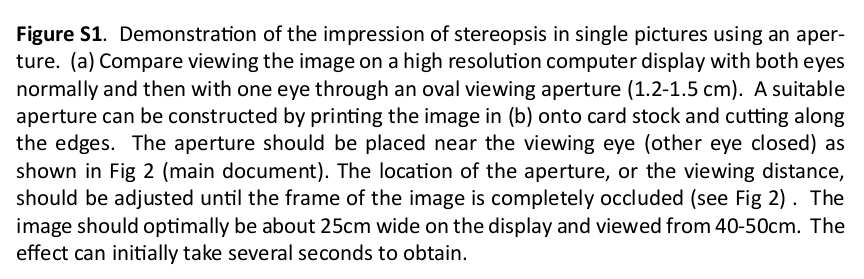 Figure S1. Demonstration of the impression of stereopsis in single pictures using an aper-
ture. (a) Compare viewing the image on a high resolution computer display with both eyes
normally and then with one eye through an oval viewing aperture (1.2-1.5 cm). A suitable
aperture can be constructed by printing the image in (b) onto card stock and cutting along
the edges. The aperture should be placed near the viewing eye (other eye closed) as
shown in Fig 2 (main document). The location of the aperture, or the viewing distance,
should be adjusted until the frame of the image is completely occluded (see Fig 2) . The
image should optimally be about 25cm wide on the display and viewed from 40-50cm. The
effect can initially take several seconds to obtain.